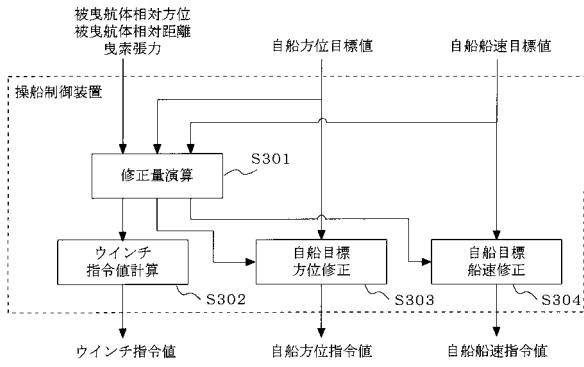 被曳航体相対方位
被曳航体相対距離
曳索張力
自船方位目標値
自船船速目標値
操船制御装置
修正量演算
S301
ウインチ
指令値計算
S302
自船目標
方位修正
S303
自船目標
船速修正
S304
ウインチ指令値
自船方位指令値
自船船速指令値